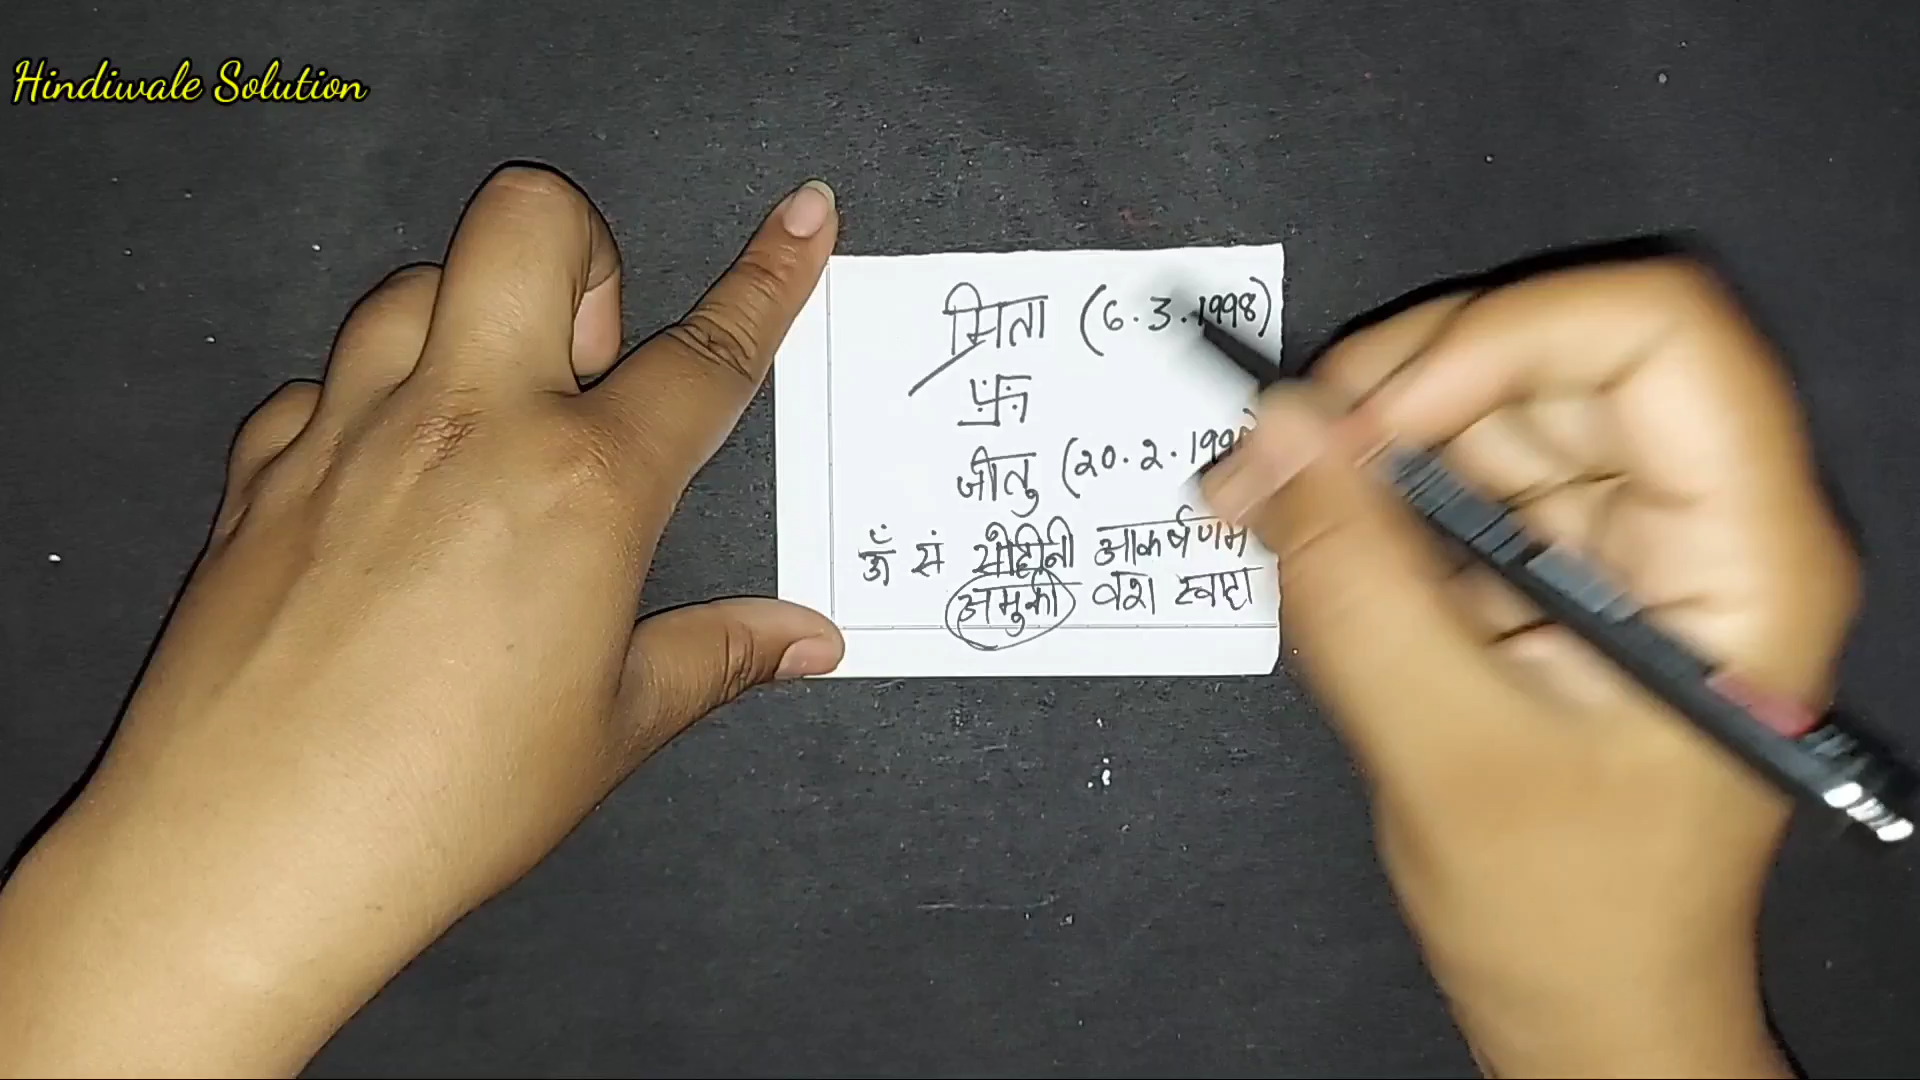 Hindiwale Solution
मिता (6.3.1998)
जीतु (20.2.199
ॐ सं आकर्षणम
अमुकी वश स्वाहा